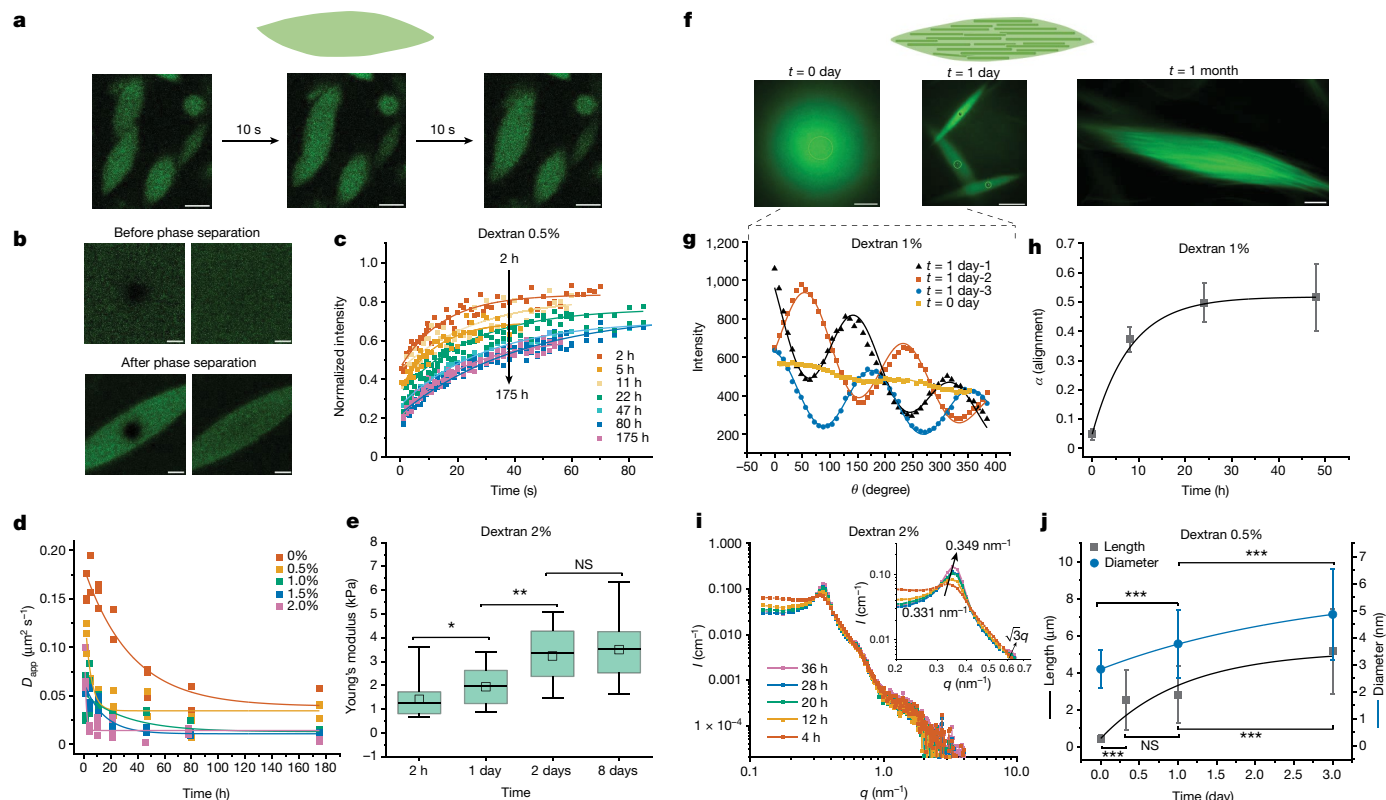 a
10 s
10 s
b
Before phase separation
After phase separation
c
Dextran 0.5%
Normalized intensity
1.0
0.8
0.6
0.4
0.2
0
2 h
175 h
2 h
5 h
11 h
22 h
47 h
80 h
175 h
0 20 40 60 80
Time (s)
d
D_app (μm² s⁻¹)
0.20
0.15
0.10
0.05
0
0%
0.5%
1.0%
1.5%
2.0%
0 20 40 60 80 100 120 140 160 180
Time (h)
e
Dextran 2%
Young's modulus (kPa)
9
8
7
6
5
4
3
2
1
0
−1
*
**
NS
2 h 1 day 2 days 8 days
Time
f
t = 0 day
t = 1 day
t = 1 month
g
Dextran 1%
Intensity
1,200
1,000
800
600
400
200
t = 1 day-1
t = 1 day-2
t = 1 day-3
t = 0 day
−50 0 50 100 150 200 250 300 350 400
θ (degree)
h
Dextran 1%
α (alignment)
0.7
0.6
0.5
0.4
0.3
0.2
0.1
0
0 10 20 30 40 50
Time (h)
i
Dextran 2%
I (cm⁻¹)
1.000
0.100
0.010
0.001
1 × 10⁻⁴
36 h
28 h
20 h
12 h
4 h
0.1 1.0 10.0
q (nm⁻¹)
I (cm⁻¹)
0.10
0.01
0.349 nm⁻¹
0.331 nm⁻¹
√3q
0.2 0.3 0.4 0.5 0.6 0.7
q (nm⁻¹)
j
Dextran 0.5%
Length
Diameter
Length (μm)
10
8
6
4
2
0
Diameter (nm)
7
6
5
4
3
2
1
0
***
***
***
NS
***
0.0 0.5 1.0 1.5 2.0 2.5 3.0
Time (day)